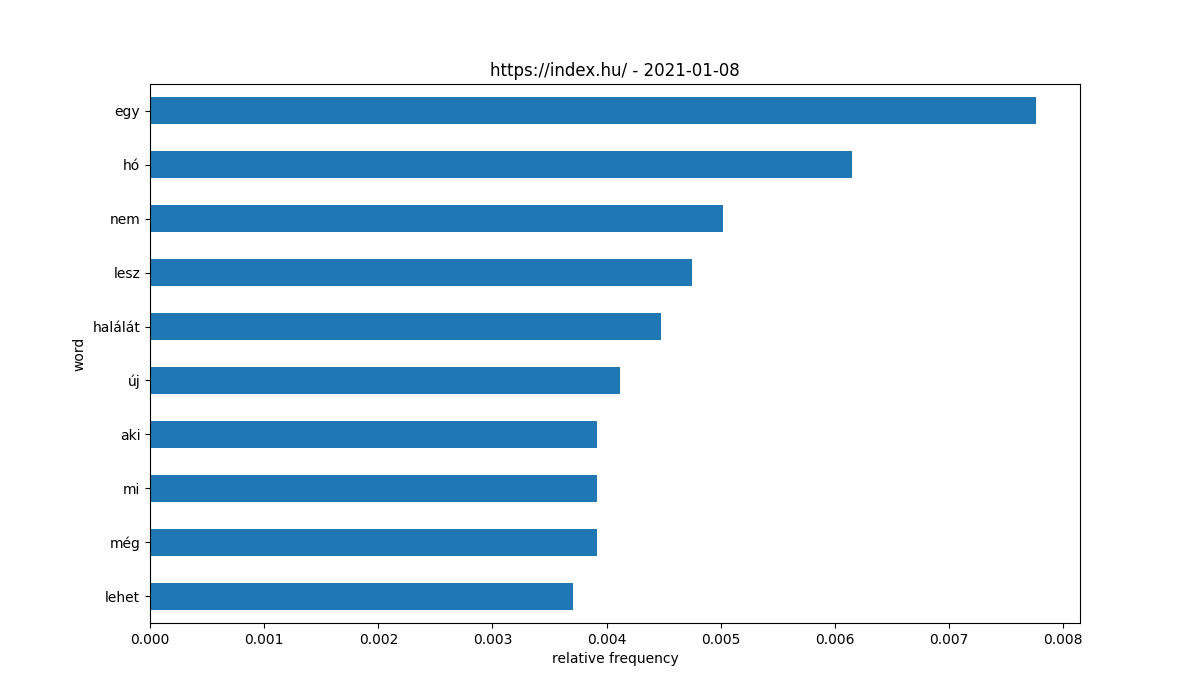 https://index.hu/ - 2021-01-08
egy
hó
nem
lesz
halálát
új
aki
mi
még
lehet
word
0.000 0.001 0.002 0.003 0.004 0.005 0.006 0.007 0.008
relative frequency